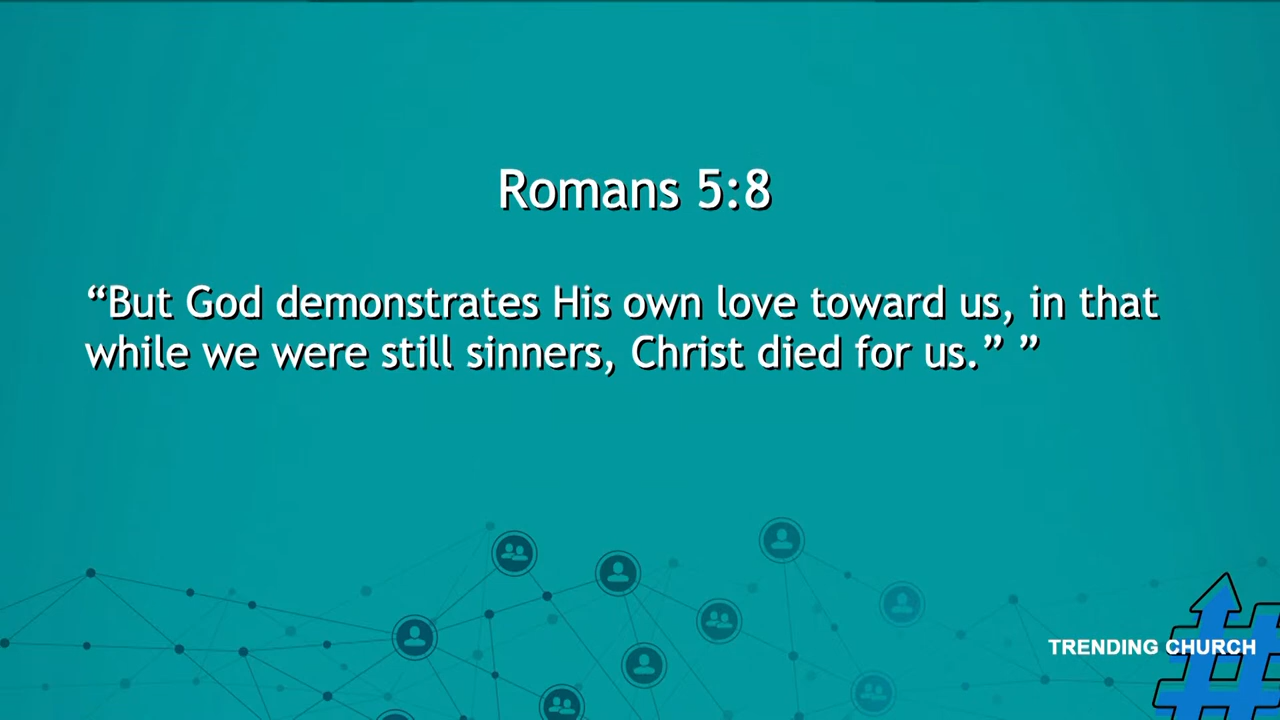 Romans 5:8
“But God demonstrates His own love toward us, in that
while we were still sinners, Christ died for us.” ”
TRENDING CHURCH